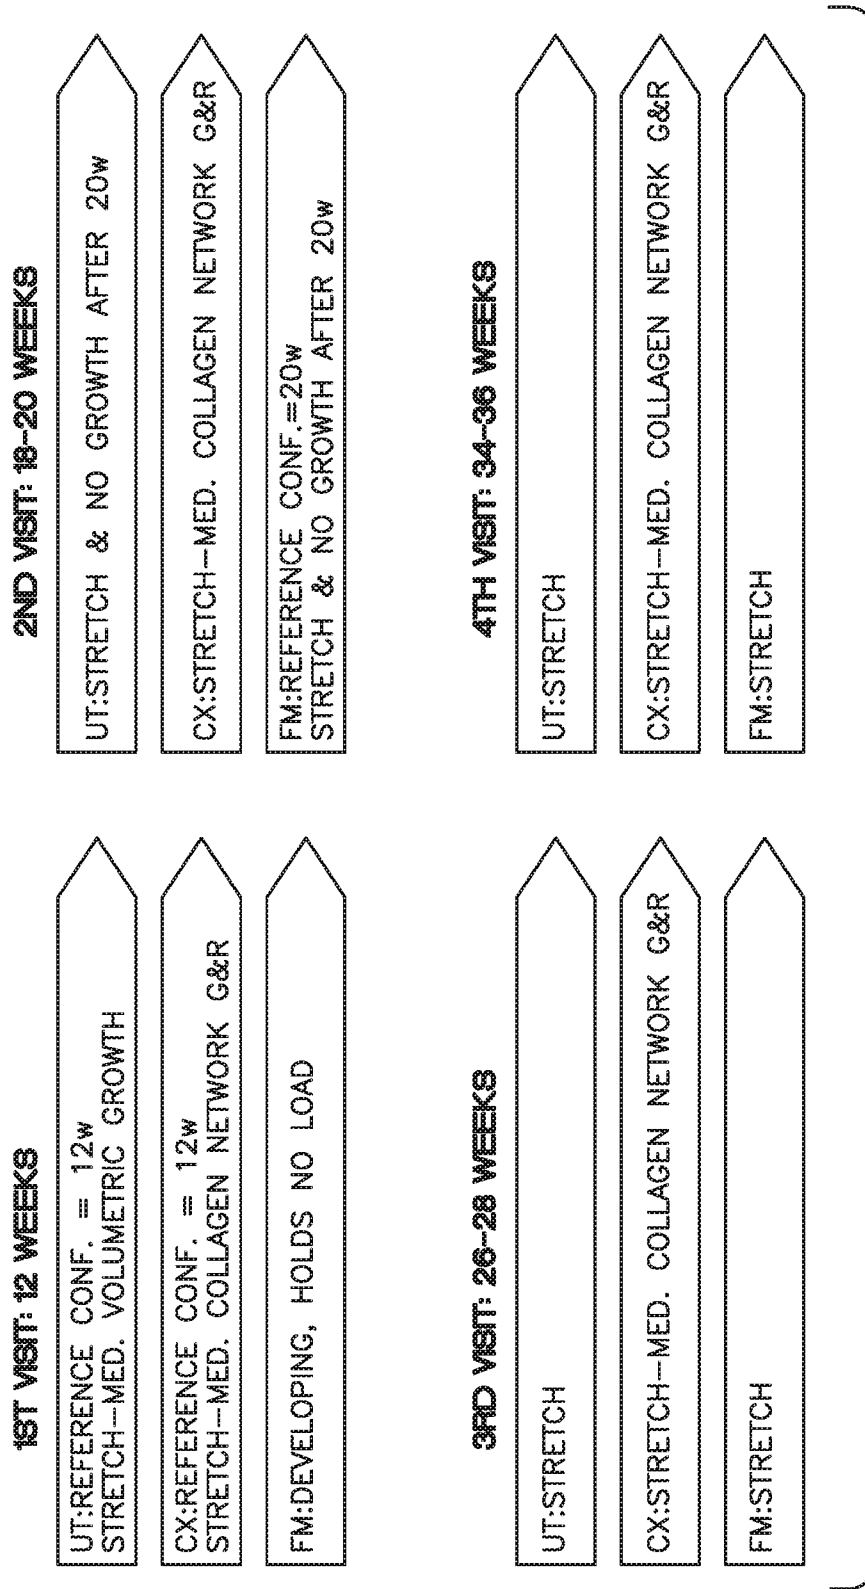 1ST VISIT: 12 WEEKS
UT:REFERENCE CONF. = 12w
STRETCH-MED. VOLUMETRIC GROWTH
CX:REFERENCE CONF. = 12w
STRETCH-MED. COLLAGEN NETWORK G&R
FM:DEVELOPING, HOLDS NO LOAD
2ND VISIT: 18-20 WEEKS
UT:STRETCH & NO GROWTH AFTER 20w
CX:STRETCH-MED. COLLAGEN NETWORK G&R
FM:REFERENCE CONF.=20w
STRETCH & NO GROWTH AFTER 20w
3RD VISIT: 26-28 WEEKS
UT:STRETCH
CX:STRETCH-MED. COLLAGEN NETWORK G&R
FM:STRETCH
4TH VISIT: 34-36 WEEKS
UT:STRETCH
CX:STRETCH-MED. COLLAGEN NETWORK G&R
FM:STRETCH